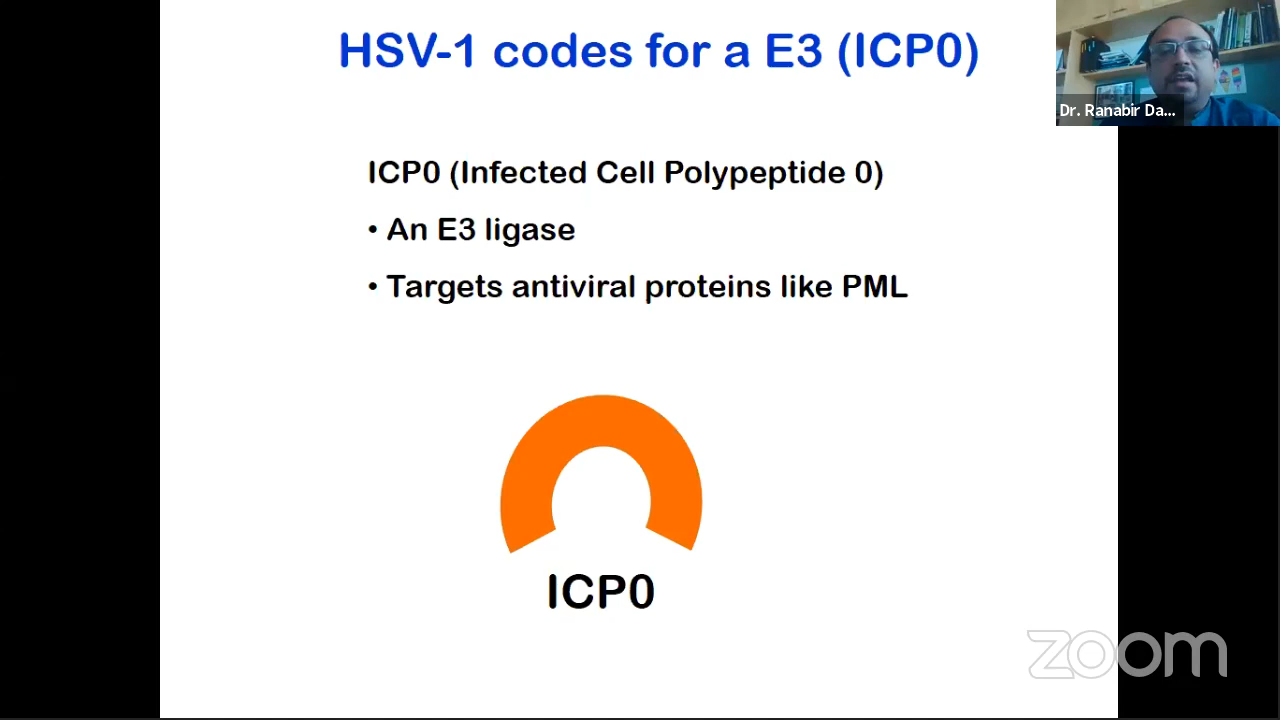 HSV-1 codes for a E3 (ICP0)
Dr. Ranabir Da...
ICP0 (Infected Cell Polypeptide 0)
• An E3 ligase
• Targets antiviral proteins like PML
ICP0
zoom